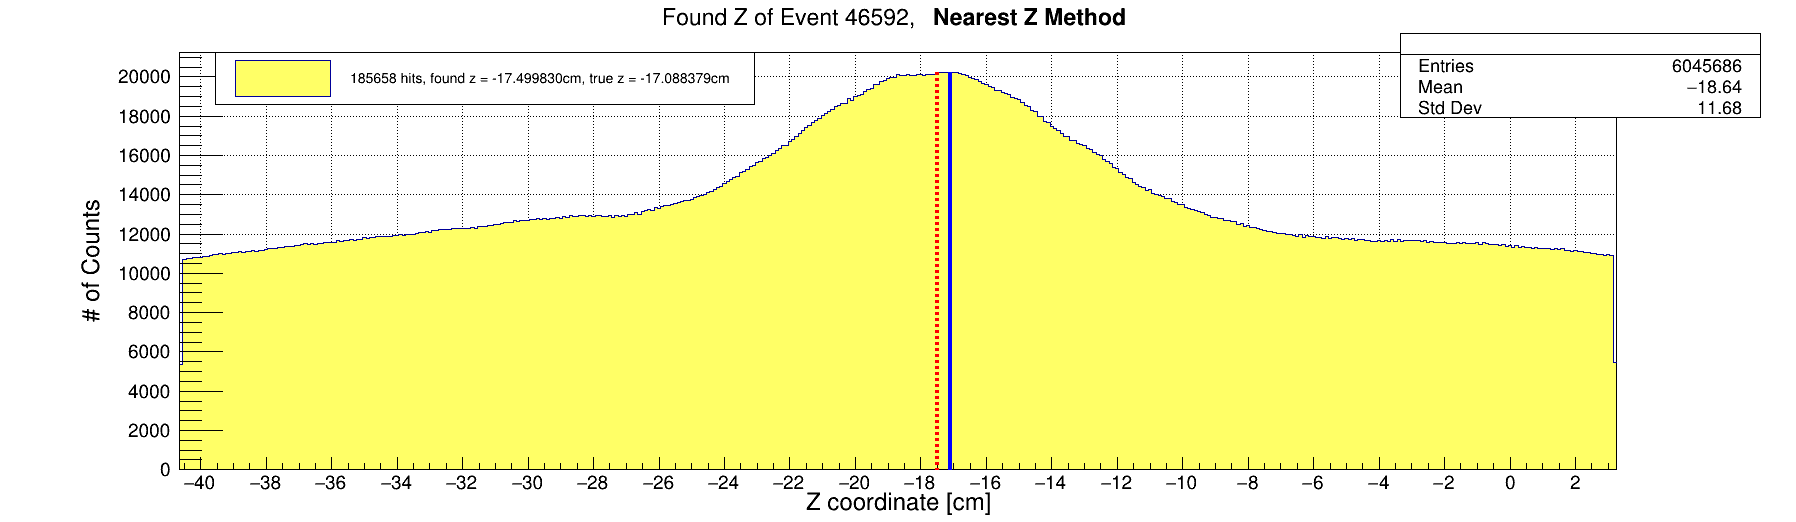 Found Z of Event 46592, Nearest Z Method
185658 hits, found z = -17.499830cm, true z = -17.088379cm
Entries 6045686
Mean −18.64
Std Dev 11.68
# of Counts
20000
18000
16000
14000
12000
10000
8000
6000
4000
2000
0
−40 −38 −36 −34 −32 −30 −28 −26 −24 −22 −20 −18 −16 −14 −12 −10 −8 −6 −4 −2 0 2
Z coordinate [cm]